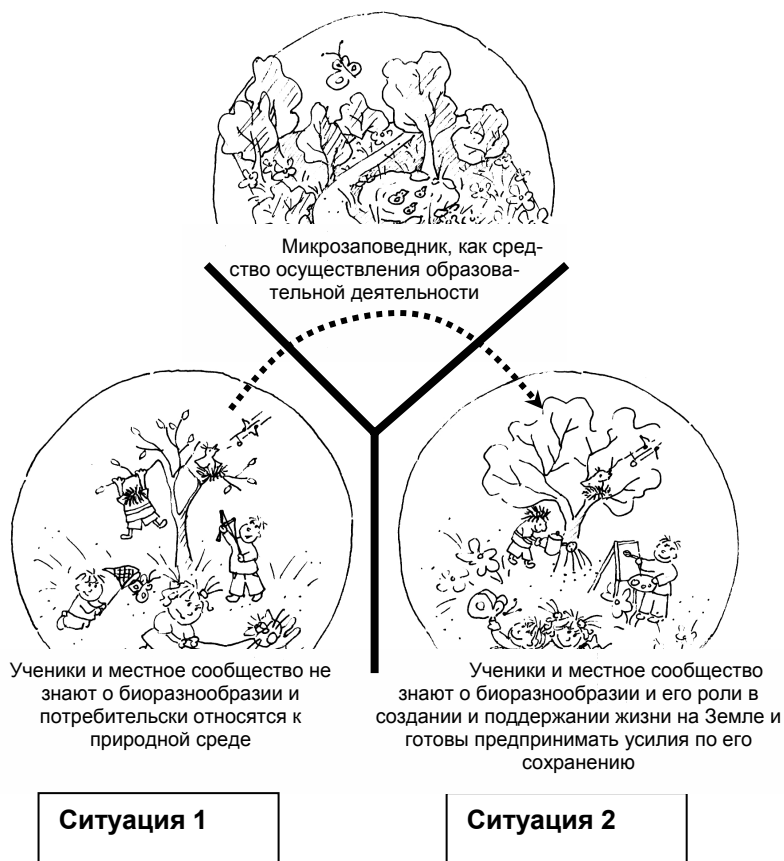 Микрозаповедник, как сред-
ство осуществления образова-
тельной деятельности
Ученики и местное сообщество не
знают о биоразнообразии и
потребительски относятся к
природной среде
Ученики и местное сообщество
знают о биоразнообразии и его роли в
создании и поддержании жизни на Земле и
готовы предпринимать усилия по его
сохранению
Ситуация 1
Ситуация 2